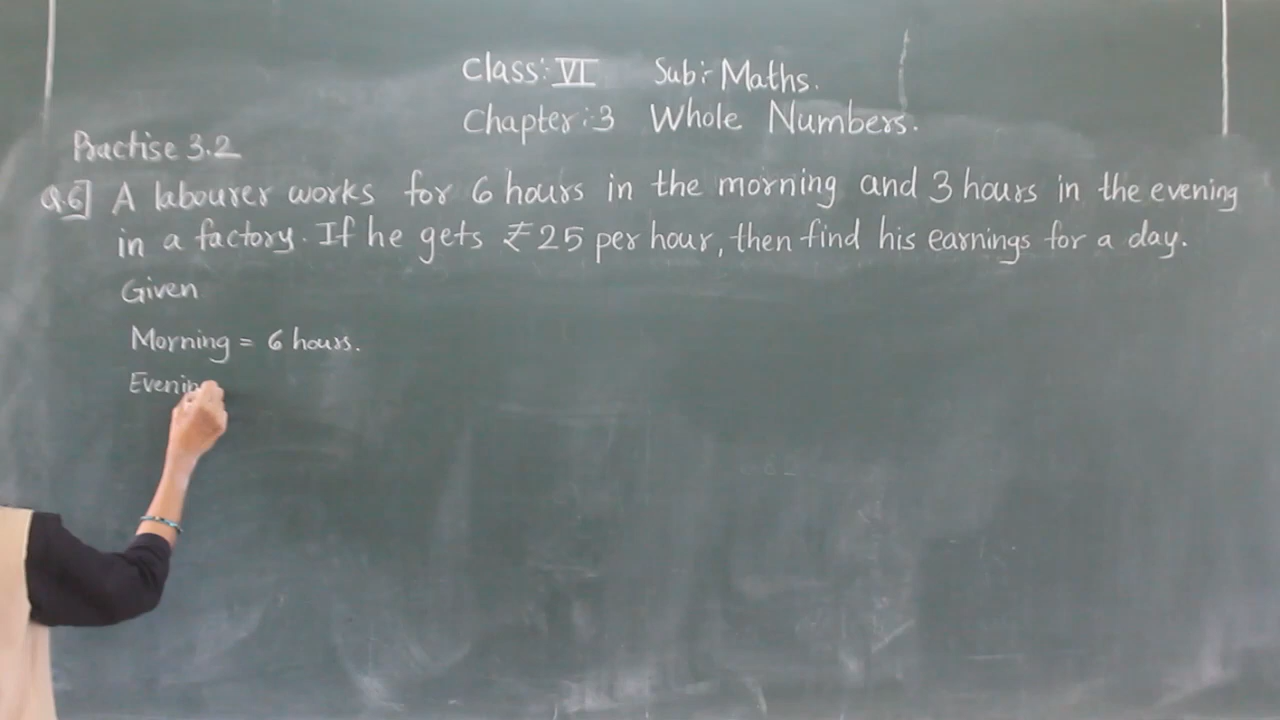 Class:- VI Sub:- Maths.
Chapter:-3 Whole Numbers.
Practise 3.2
Q.6] A labourer works for 6 hours in the morning and 3 hours in the evening
in a factory. If he gets ₹25 per hour, then find his earnings for a day.
Given
Morning = 6 hours.
Evenin